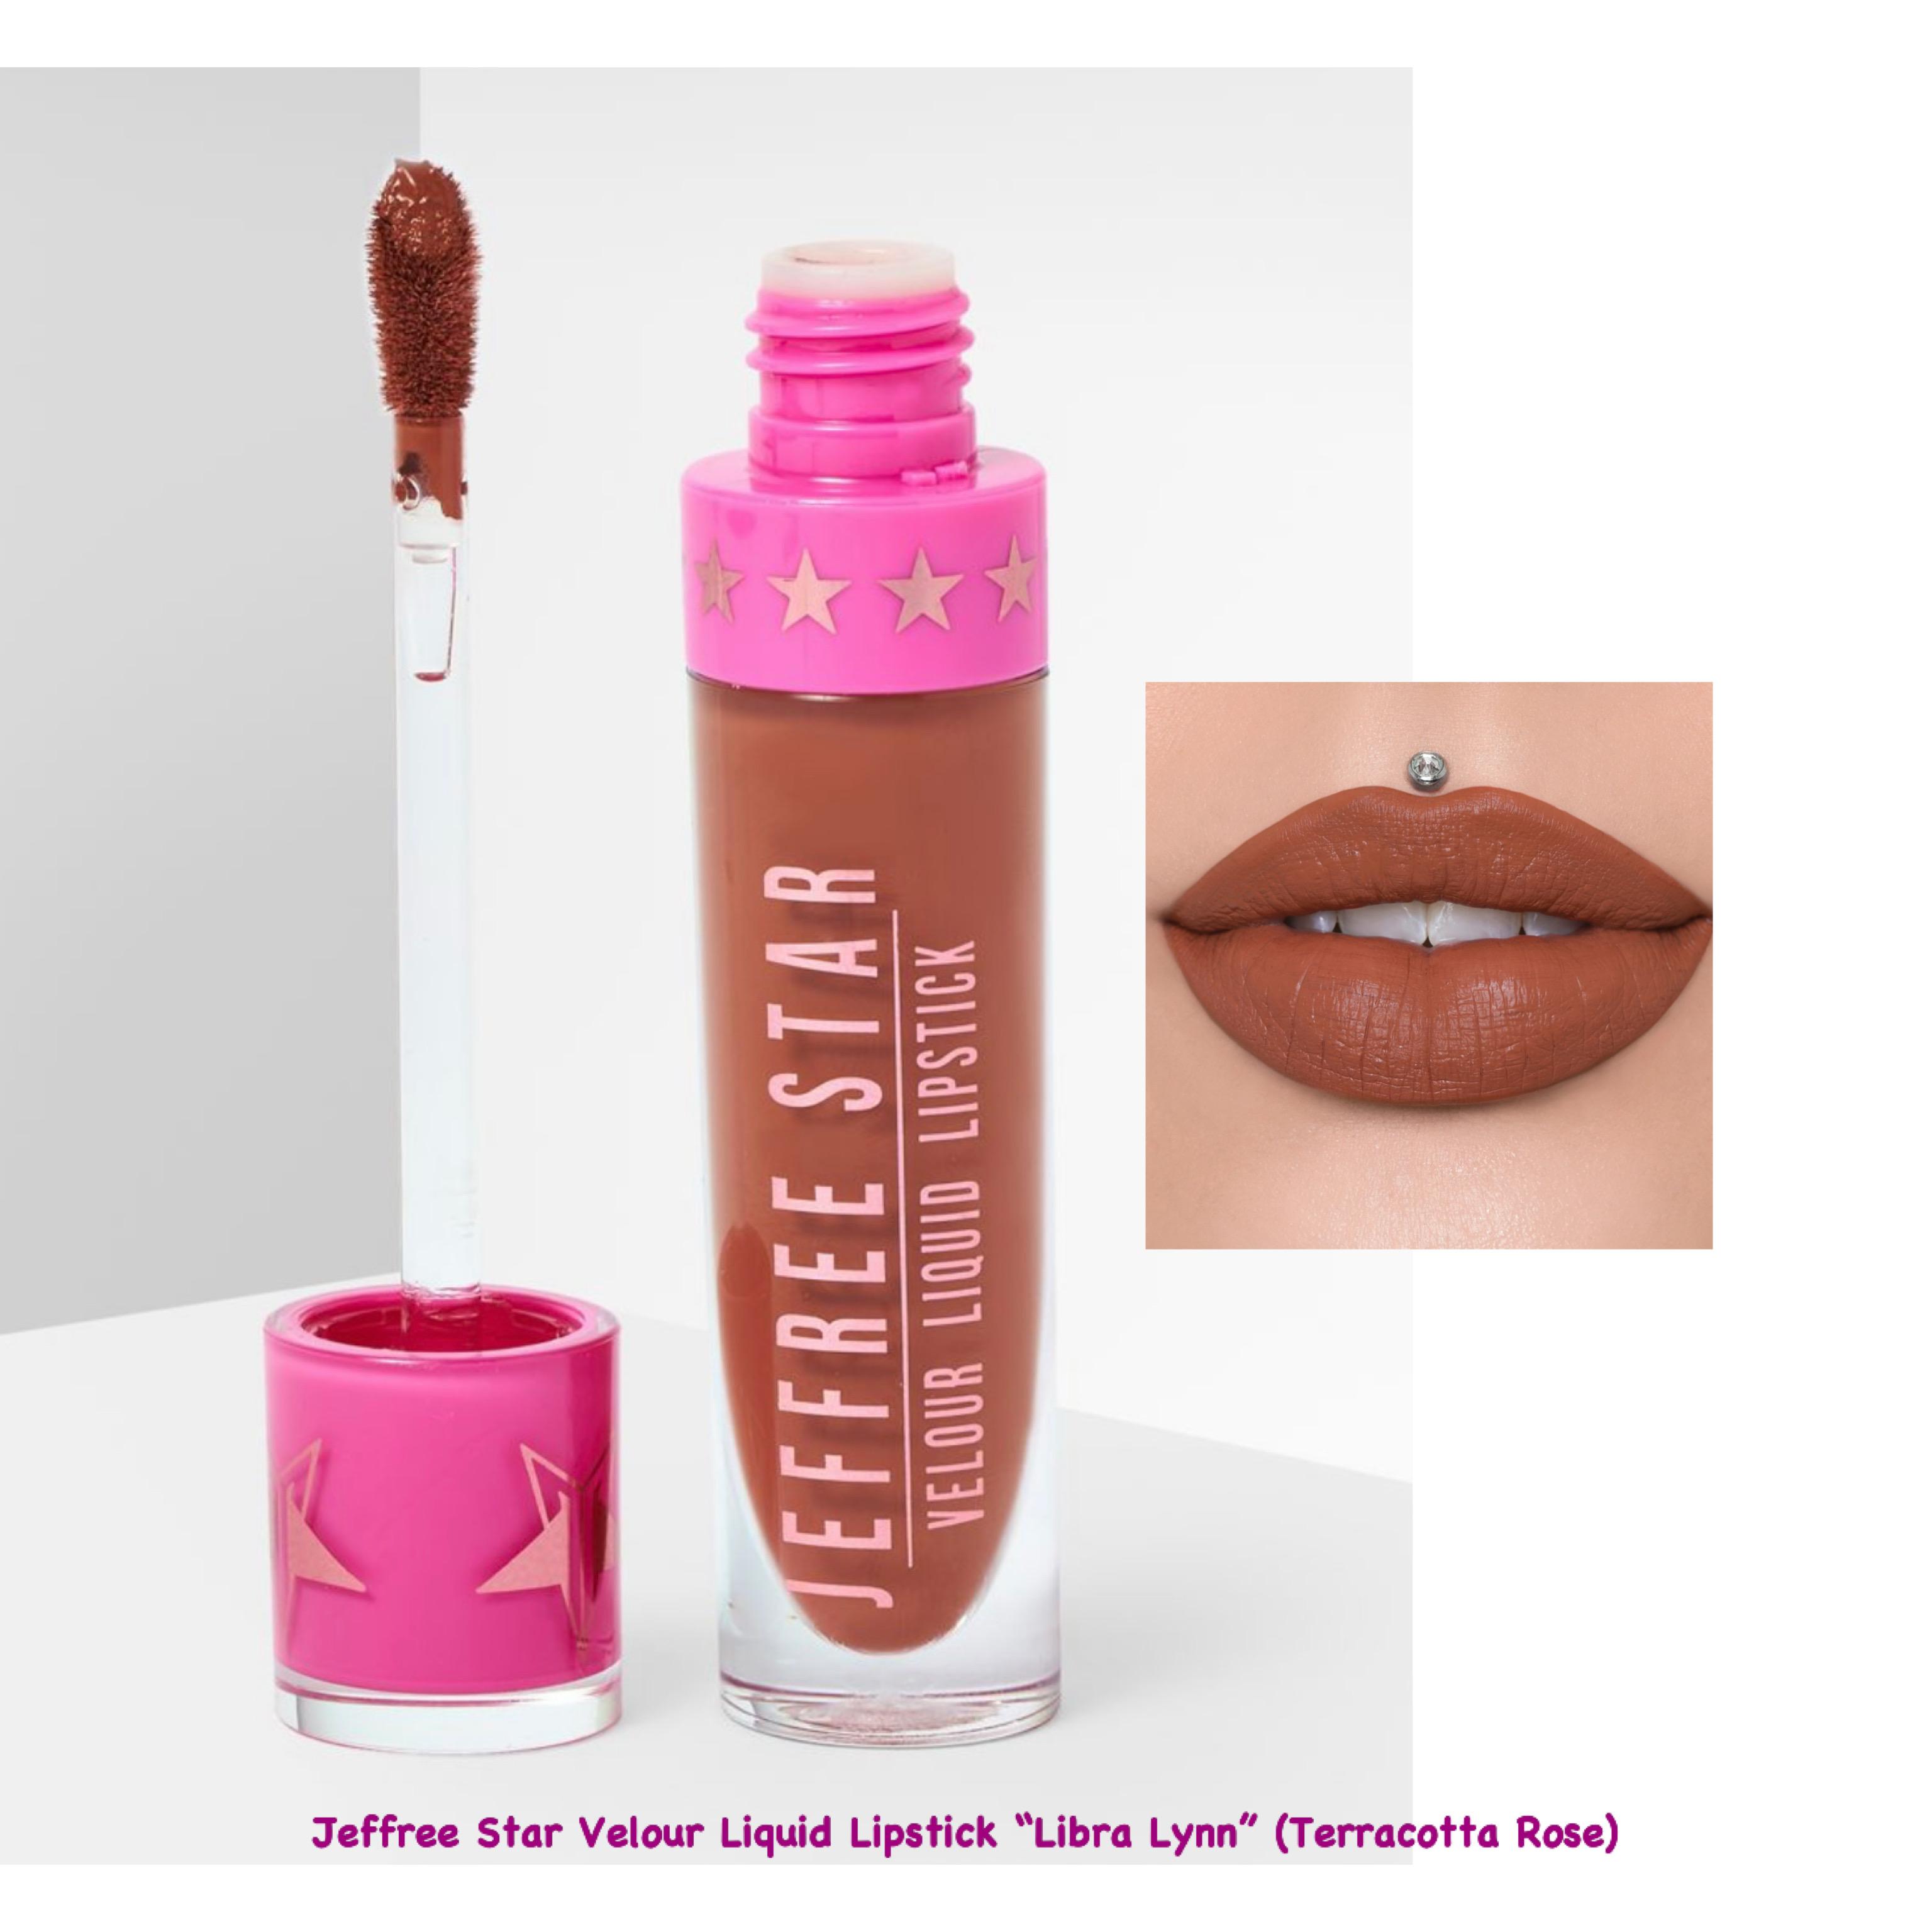 JEFFREE STAR
VELOUR LIQUID LIPSTICK
Jeffree Star Velour Liquid Lipstick “Libra Lynn” (Terracotta Rose)